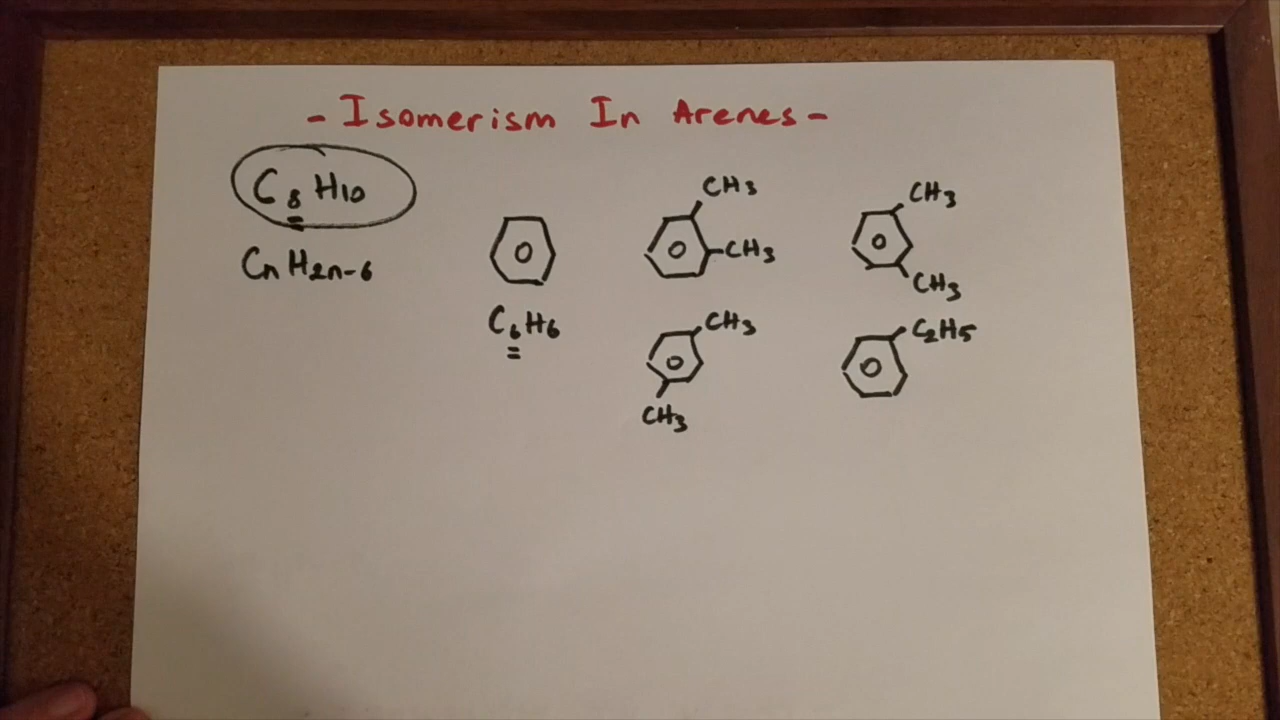 - Isomerism In Arenes -
C8H10
CnH2n-6
C6H6
CH3
CH3
CH3
CH3
CH3
CH3
C2H5